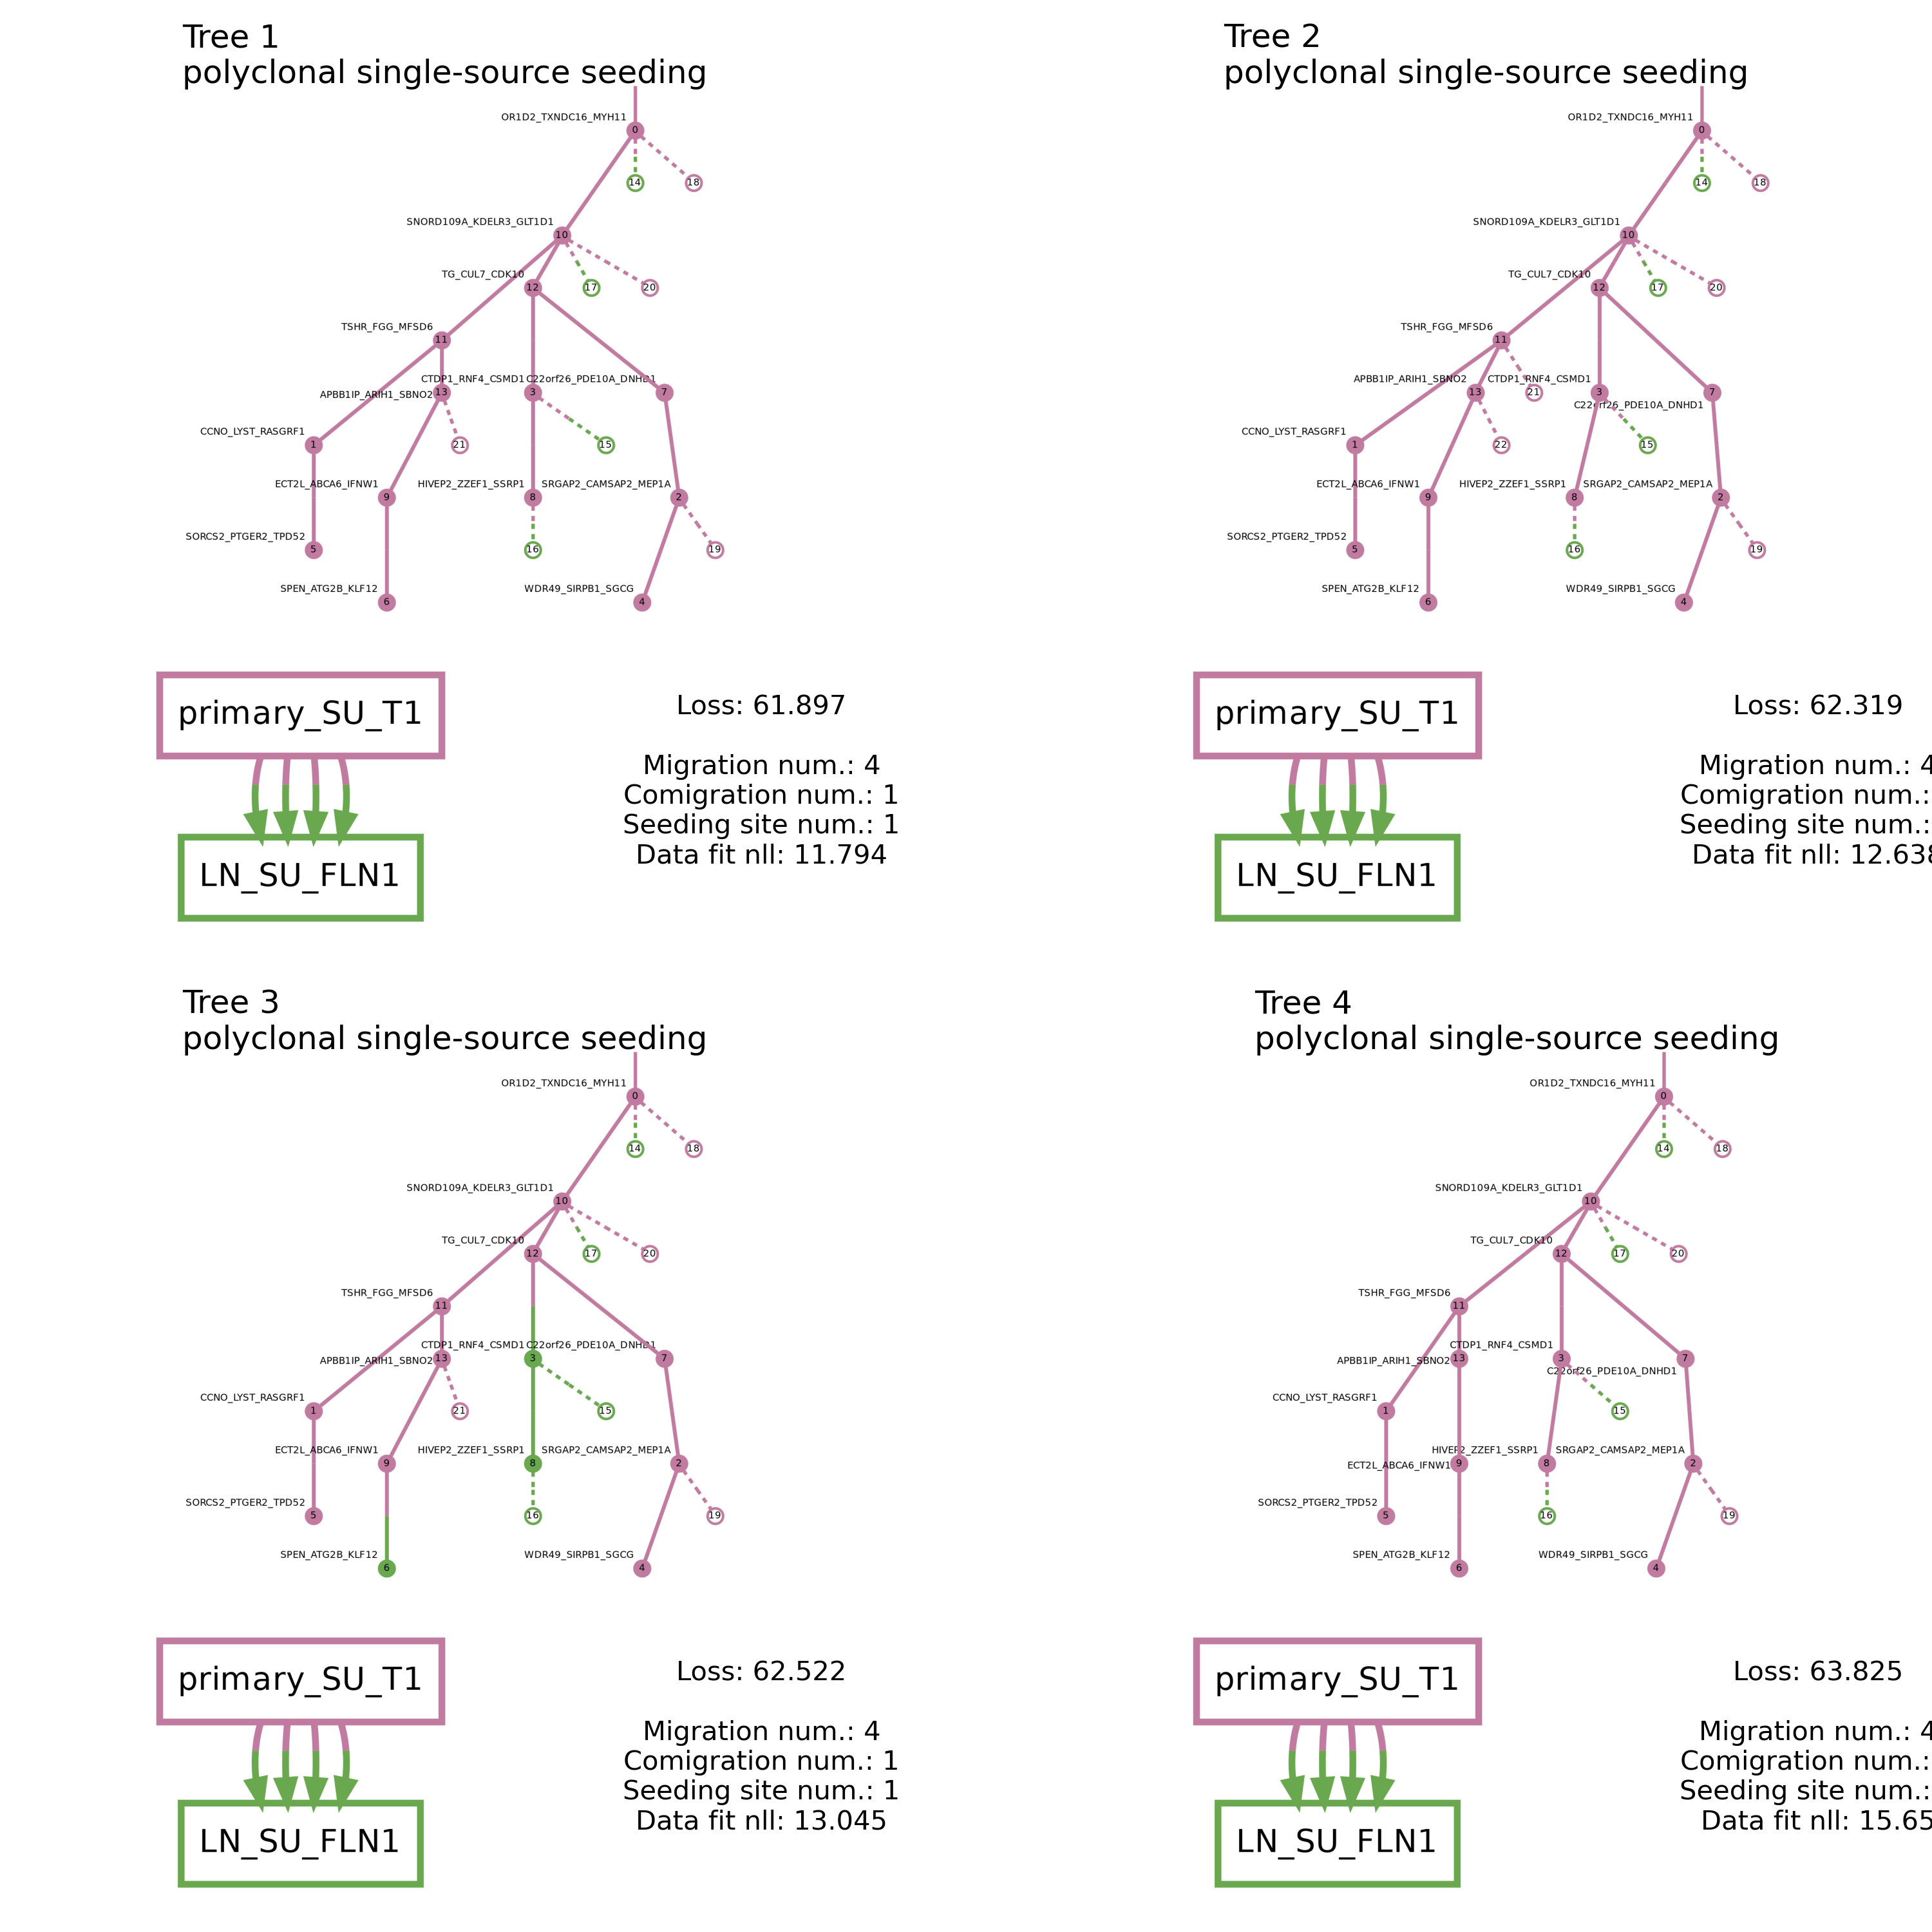 Tree 1
polyclonal single-source seeding
OR1D2_TXNDC16_MYH11
0
14
18
SNORD109A_KDELR3_GLT1D1
10
TG_CUL7_CDK10
12
17
20
TSHR_FGG_MFSD6
11
APBB1IP_ARIH1_SBNO2
13
CTDP1_RNF4_CSMD1
3
C22orf26_PDE10A_DNHD1
7
CCNO_LYST_RASGRF1
1
21
15
ECT2L_ABCA6_IFNW1
9
HIVEP2_ZZEF1_SSRP1
8
SRGAP2_CAMSAP2_MEP1A
2
SORCS2_PTGER2_TPD52
5
16
19
SPEN_ATG2B_KLF12
6
WDR49_SIRPB1_SGCG
4
primary_SU_T1
LN_SU_FLN1
Loss: 61.897
Migration num.: 4
Comigration num.: 1
Seeding site num.: 1
Data fit nll: 11.794
Tree 2
polyclonal single-source seeding
OR1D2_TXNDC16_MYH11
0
14
18
SNORD109A_KDELR3_GLT1D1
10
TG_CUL7_CDK10
12
17
20
TSHR_FGG_MFSD6
11
APBB1IP_ARIH1_SBNO2
13
21
CTDP1_RNF4_CSMD1
3
C22orf26_PDE10A_DNHD1
7
CCNO_LYST_RASGRF1
1
22
15
ECT2L_ABCA6_IFNW1
9
HIVEP2_ZZEF1_SSRP1
8
SRGAP2_CAMSAP2_MEP1A
2
SORCS2_PTGER2_TPD52
5
16
19
SPEN_ATG2B_KLF12
6
WDR49_SIRPB1_SGCG
4
primary_SU_T1
LN_SU_FLN1
Loss: 62.319
Migration num.: 4
Comigration num.:
Seeding site num.:
Data fit nll: 12.638
Tree 3
polyclonal single-source seeding
OR1D2_TXNDC16_MYH11
0
14
18
SNORD109A_KDELR3_GLT1D1
10
TG_CUL7_CDK10
12
17
20
TSHR_FGG_MFSD6
11
APBB1IP_ARIH1_SBNO2
13
CTDP1_RNF4_CSMD1
3
C22orf26_PDE10A_DNHD1
7
CCNO_LYST_RASGRF1
1
21
15
ECT2L_ABCA6_IFNW1
9
HIVEP2_ZZEF1_SSRP1
8
SRGAP2_CAMSAP2_MEP1A
2
SORCS2_PTGER2_TPD52
5
16
19
SPEN_ATG2B_KLF12
6
WDR49_SIRPB1_SGCG
4
primary_SU_T1
LN_SU_FLN1
Loss: 62.522
Migration num.: 4
Comigration num.: 1
Seeding site num.: 1
Data fit nll: 13.045
Tree 4
polyclonal single-source seeding
OR1D2_TXNDC16_MYH11
0
14
18
SNORD109A_KDELR3_GLT1D1
10
TG_CUL7_CDK10
12
17
20
TSHR_FGG_MFSD6
11
APBB1IP_ARIH1_SBNO2
13
CTDP1_RNF4_CSMD1
3
C22orf26_PDE10A_DNHD1
7
CCNO_LYST_RASGRF1
1
15
ECT2L_ABCA6_IFNW1
9
HIVEP2_ZZEF1_SSRP1
8
SRGAP2_CAMSAP2_MEP1A
2
SORCS2_PTGER2_TPD52
5
16
19
SPEN_ATG2B_KLF12
6
WDR49_SIRPB1_SGCG
4
primary_SU_T1
LN_SU_FLN1
Loss: 63.825
Migration num.: 4
Comigration num.:
Seeding site num.:
Data fit nll: 15.65